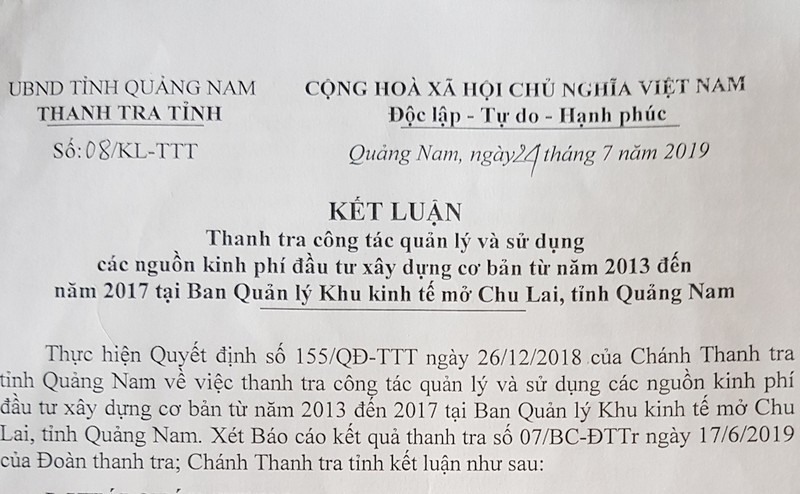 UBND TỈNH QUẢNG NAM
THANH TRA TỈNH
Số: 08/KL-TTT
CỘNG HOÀ XÃ HỘI CHỦ NGHĨA VIỆT NAM
Độc lập - Tự do - Hạnh phúc
Quảng Nam, ngày 24 tháng 7 năm 2019
KẾT LUẬN
Thanh tra công tác quản lý và sử dụng
các nguồn kinh phí đầu tư xây dựng cơ bản từ năm 2013 đến
năm 2017 tại Ban Quản lý Khu kinh tế mở Chu Lai, tỉnh Quảng Nam
Thực hiện Quyết định số 155/QĐ-TTT ngày 26/12/2018 của Chánh Thanh tra
tỉnh Quảng Nam về việc thanh tra công tác quản lý và sử dụng các nguồn kinh phí
đầu tư xây dựng cơ bản từ năm 2013 đến 2017 tại Ban Quản lý Khu kinh tế mở Chu
Lai, tỉnh Quảng Nam. Xét Báo cáo kết quả thanh tra số 07/BC-ĐTTr ngày 17/6/2019
của Đoàn thanh tra; Chánh Thanh tra tỉnh kết luận như sau: